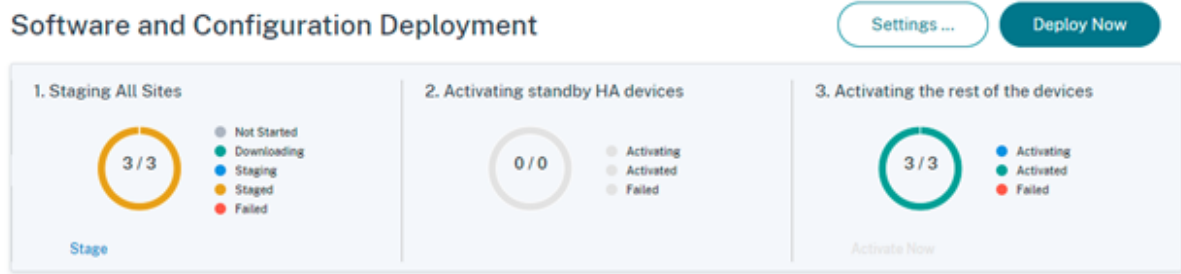 Software and Configuration Deployment
Settings ...
Deploy Now
1. Staging All Sites
3 / 3
Not Started
Downloading
Staging
Staged
Failed
Stage
2. Activating standby HA devices
0 / 0
Activating
Activated
Failed
3. Activating the rest of the devices
3 / 3
Activating
Activated
Failed
Activate Now